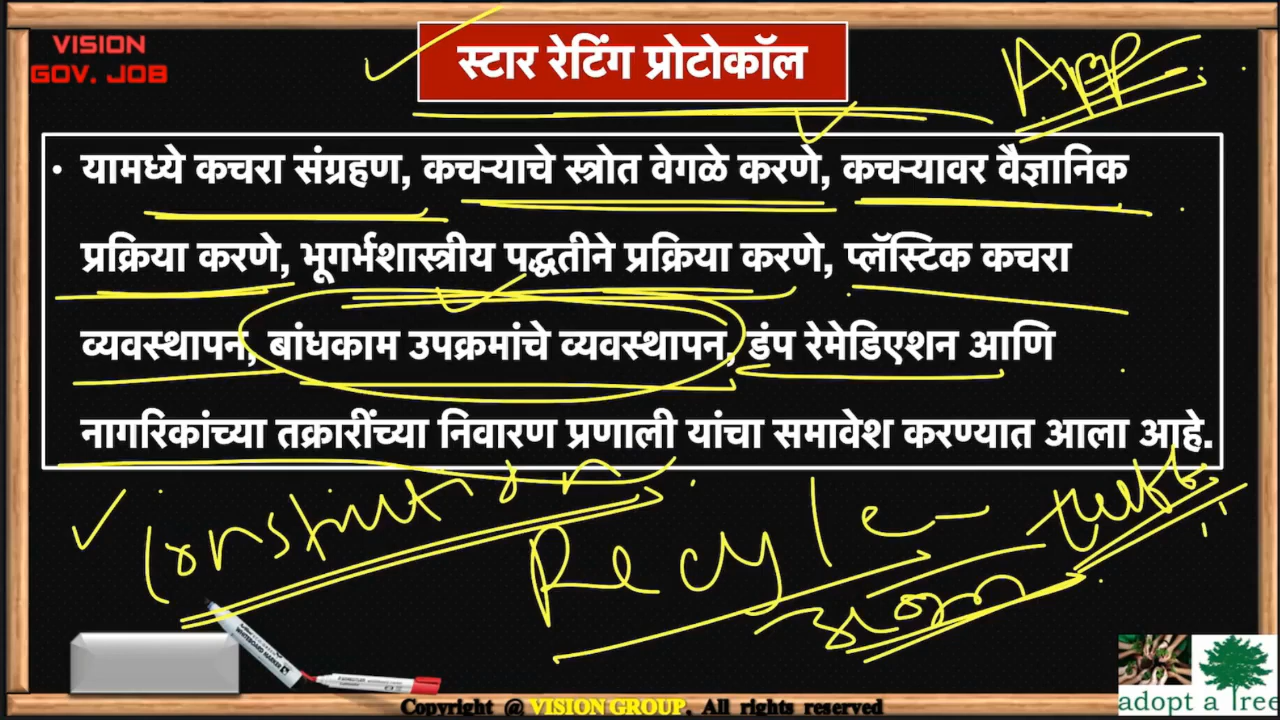 VISION
GOV. JOB
स्टार रेटिंग प्रोटोकॉल
App
• यामध्ये कचरा संग्रहण, कचऱ्याचे स्त्रोत वेगळे करणे, कचऱ्यावर वैज्ञानिक
प्रक्रिया करणे, भूगर्भशास्त्रीय पद्धतीने प्रक्रिया करणे, प्लॅस्टिक कचरा
व्यवस्थापन, बांधकाम उपक्रमांचे व्यवस्थापन, डंप रेमेडिएशन आणि
नागरिकांच्या तक्रारींच्या निवारण प्रणाली यांचा समावेश करण्यात आला आहे.
Recycle
Copyright @ VISION GROUP, All rights reserved
adopt a Tree